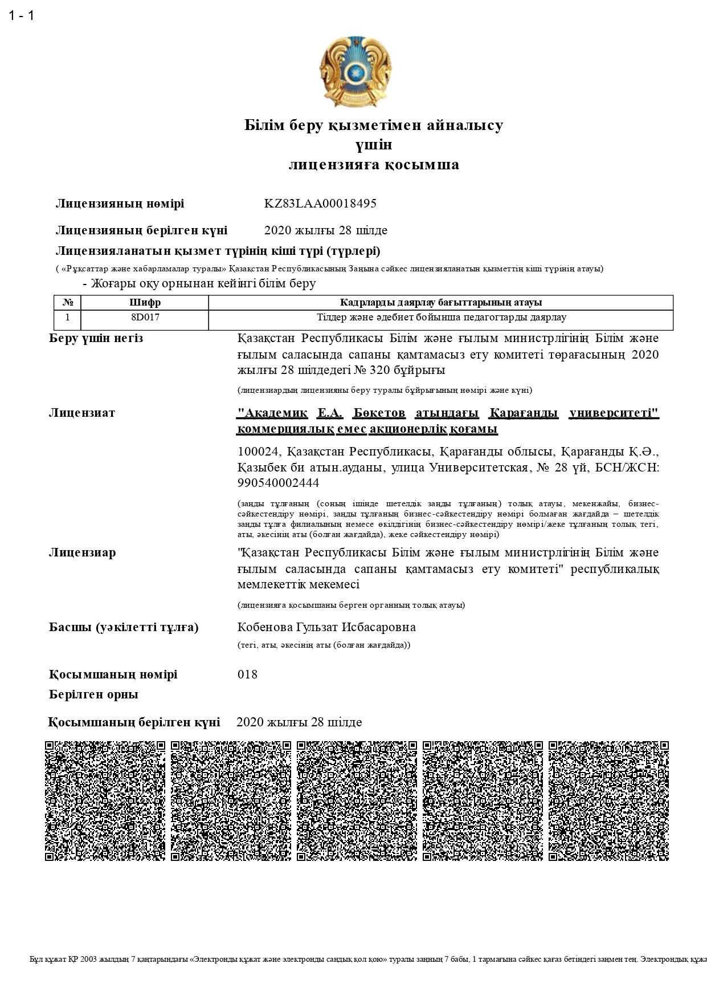 1 - 1
Білім беру қызметімен айналысу
үшін
лицензияға қосымша
Лицензияның нөмірі KZ83LAA00018495
Лицензияның берілген күні 2020 жылғы 28 шілде
Лицензияланатын қызмет түрінің кіші түрі (түрлері)
( «Рұқсаттар және хабарламалар туралы» Қазақстан Республикасының Заңына сәйкес лицензияланатын қызметтің кіші түрінің атауы)
- Жоғары оқу орнынан кейінгі білім беру
№ Шифр Кадрларды даярлау бағыттарының атауы
1 8D017 Тілдер және әдебиет бойынша педагогтарды даярлау
Беру үшін негіз Қазақстан Республикасы Білім және ғылым министрлігінің Білім және
ғылым саласында сапаны қамтамасыз ету комитеті төрағасының 2020
жылғы 28 шілдедегі № 320 бұйрығы
(лицензиардың лицензияны беру туралы бұйрығының нөмірі және күні)
Лицензиат "Академик Е.А. Бөкетов атындағы Қарағанды университеті"
коммерциялық емес акционерлік қоғамы
100024, Қазақстан Республикасы, Қарағанды облысы, Қарағанды Қ.Ә.,
Қазыбек би атын.ауданы, улица Университетская, № 28 үй, БСН/ЖСН:
990540002444
(заңды тұлғаның (соның ішінде шетелдік заңды тұлғаның) толық атауы, мекенжайы, бизнес-
сәйкестендіру нөмірі, заңды тұлғаның бизнес-сәйкестендіру нөмірі болмаған жағдайда – шетелдік
заңды тұлға филиалының немесе өкілдігінің бизнес-сәйкестендіру нөмірі/жеке тұлғаның толық тегі,
аты, әкесінің аты (болған жағдайда), жеке сәйкестендіру нөмірі)
Лицензиар "Қазақстан Республикасы Білім және ғылым министрлігінің Білім және
ғылым саласында сапаны қамтамасыз ету комитеті" республикалық
мемлекеттік мекемесі
(лицензияға қосымшаны берген органның толық атауы)
Басшы (уәкілетті тұлға) Кобенова Гульзат Исбасаровна
(тегі, аты, әкесінің аты (болған жағдайда))
Қосымшаның нөмірі 018
Берілген орны
Қосымшаның берілген күні 2020 жылғы 28 шілде
Бұл құжат ҚР 2003 жылдың 7 қаңтарындағы «Электронды құжат және электронды сандық қол қою» туралы заңның 7 бабы, 1 тармағына сәйкес қағаз бетіндегі заңмен тең. Электрондық құжа